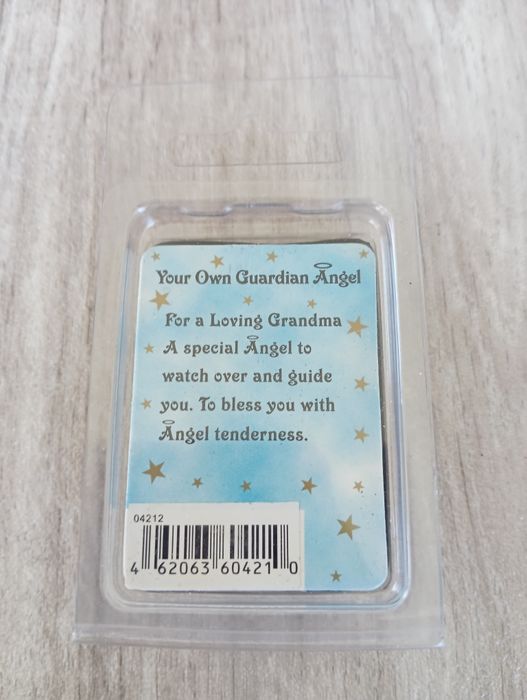 Your Own Guardian Angel
For a Loving Grandma
A special Angel to
watch over and guide
you. To bless you with
Angel tenderness.
04212
4 62063 60421 0